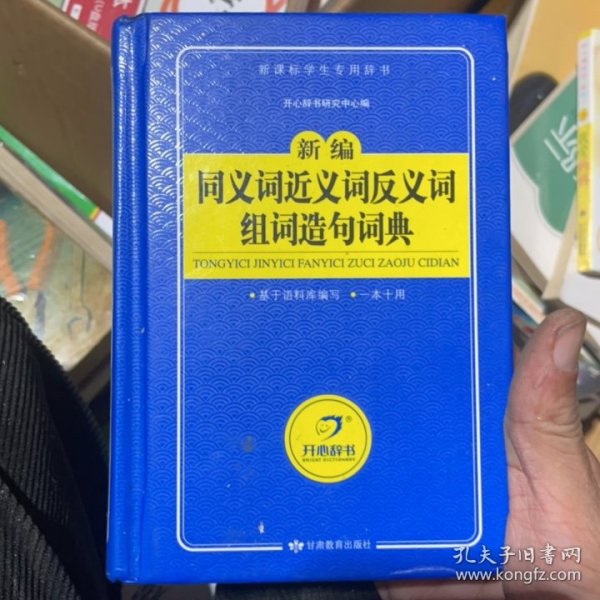 新课标学生专用辞书
开心辞书研究中心编
新编
同义词近义词反义词
组词造句词典
TONGYICI JINYICI FANYICI ZUCI ZAOJU CIDIAN
• 基于语料库编写 • 一本十用
®
开心辞书
甘肃教育出版社
孔夫子旧书网
www.kongfz.com